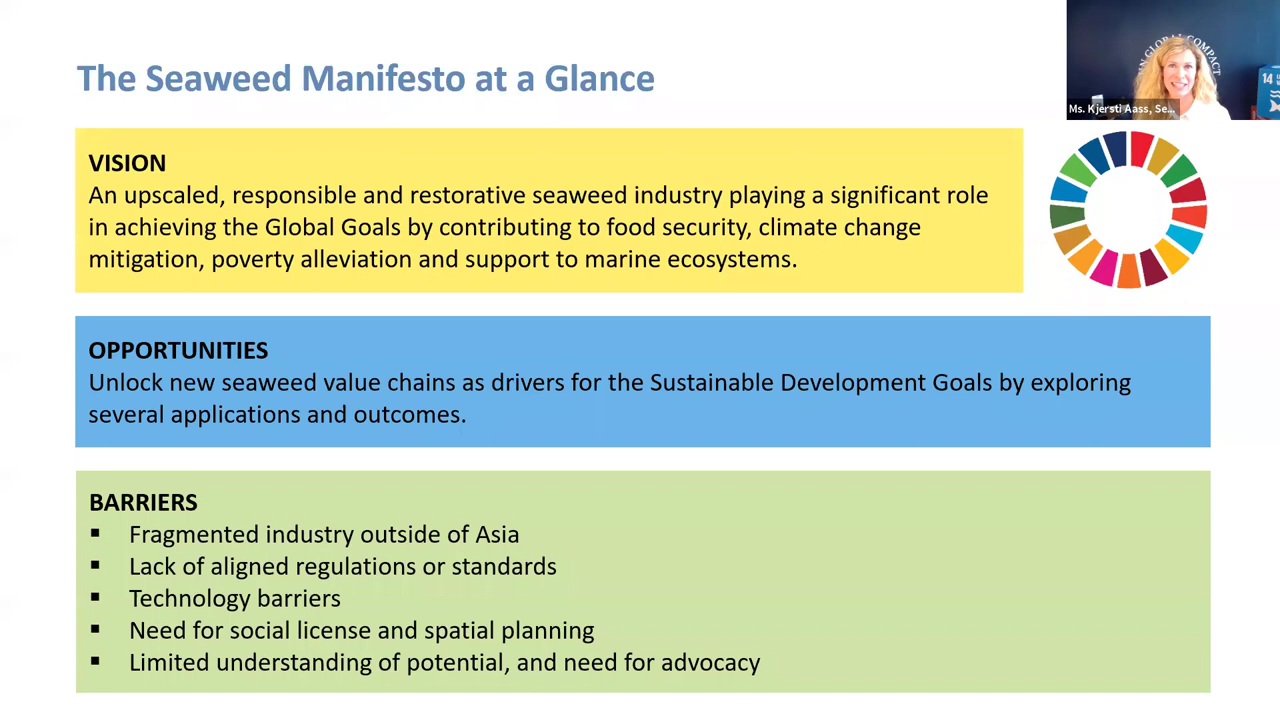 The Seaweed Manifesto at a Glance
N GLOBAL COMPACT
14
Ms. Kjersti Aass, Se...
VISION
An upscaled, responsible and restorative seaweed industry playing a significant role
in achieving the Global Goals by contributing to food security, climate change
mitigation, poverty alleviation and support to marine ecosystems.
OPPORTUNITIES
Unlock new seaweed value chains as drivers for the Sustainable Development Goals by exploring
several applications and outcomes.
BARRIERS
▪ Fragmented industry outside of Asia
▪ Lack of aligned regulations or standards
▪ Technology barriers
▪ Need for social license and spatial planning
▪ Limited understanding of potential, and need for advocacy